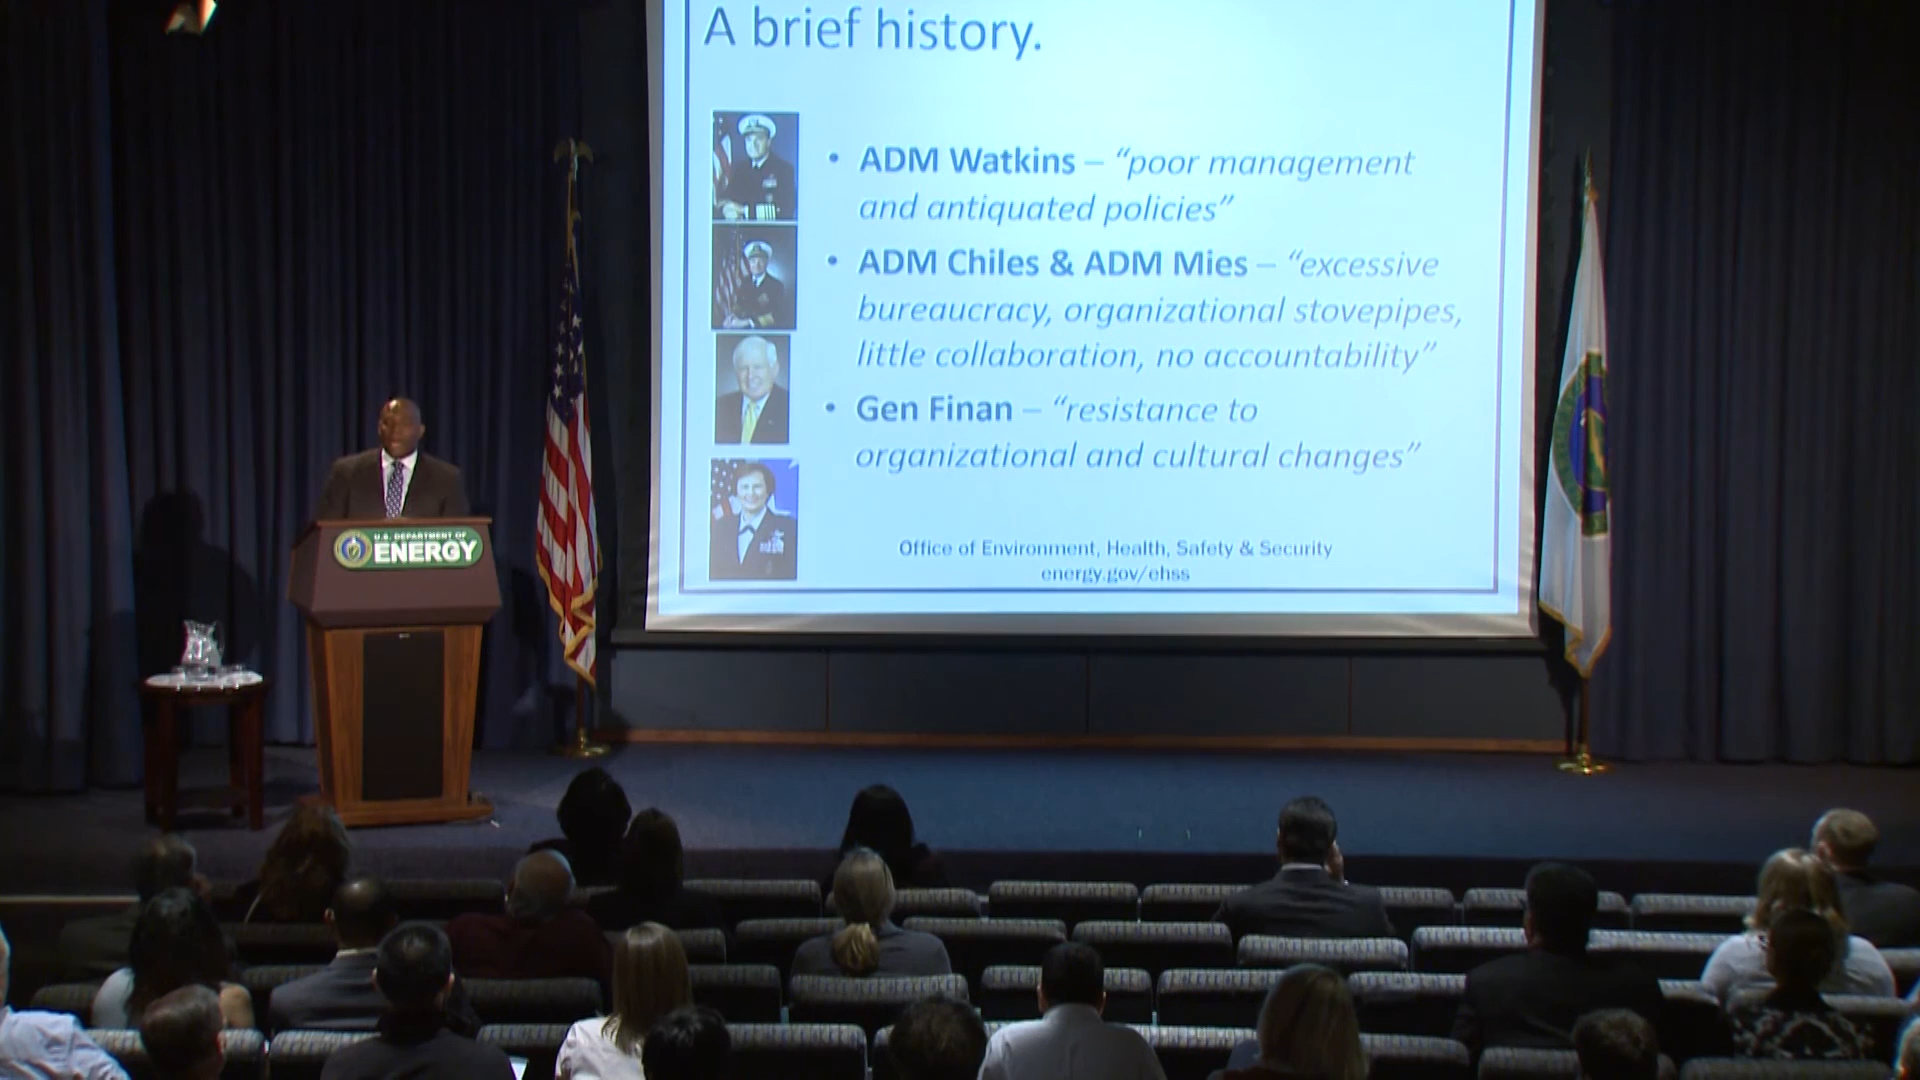 A brief history.
• ADM Watkins – “poor management
and antiquated policies”
• ADM Chiles & ADM Mies – “excessive
bureaucracy, organizational stovepipes,
little collaboration, no accountability”
• Gen Finan – “resistance to
organizational and cultural changes”
Office of Environment, Health, Safety & Security
energy.gov/ehss
U.S. DEPARTMENT OF
ENERGY